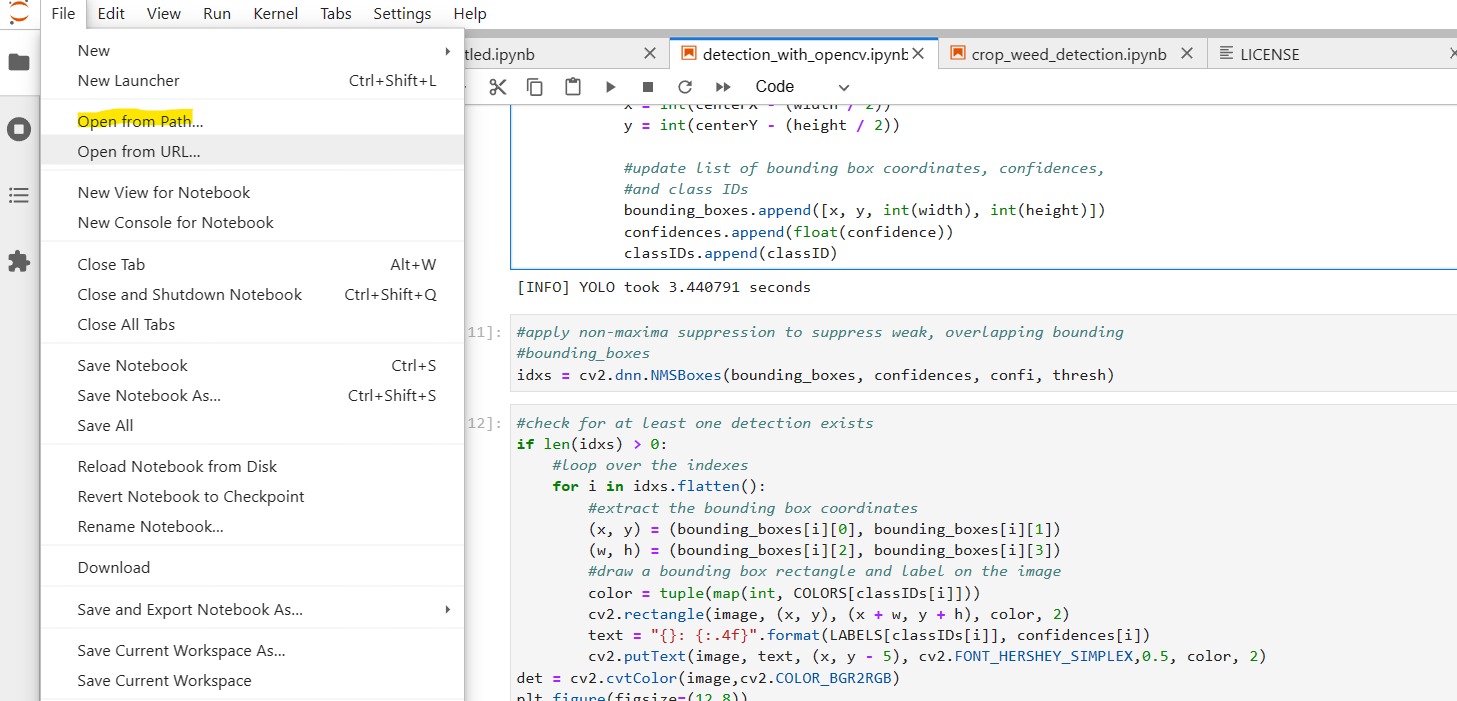 File Edit View Run Kernel Tabs Settings Help
New
New Launcher Ctrl+Shift+L
Open from Path...
Open from URL...
New View for Notebook
New Console for Notebook
Close Tab Alt+W
Close and Shutdown Notebook Ctrl+Shift+Q
Close All Tabs
Save Notebook Ctrl+S
Save Notebook As... Ctrl+Shift+S
Save All
Reload Notebook from Disk
Revert Notebook to Checkpoint
Rename Notebook...
Download
Save and Export Notebook As...
Save Current Workspace As...
Save Current Workspace
tled.ipynb
detection_with_opencv.ipynb
crop_weed_detection.ipynb
LICENSE
Code
x = int(centerX - (width / 2))
y = int(centerY - (height / 2))
#update list of bounding box coordinates, confidences,
#and class IDs
bounding_boxes.append([x, y, int(width), int(height)])
confidences.append(float(confidence))
classIDs.append(classID)
[INFO] YOLO took 3.440791 seconds
11]:
#apply non-maxima suppression to suppress weak, overlapping bounding
#bounding_boxes
idxs = cv2.dnn.NMSBoxes(bounding_boxes, confidences, confi, thresh)
12]:
#check for at least one detection exists
if len(idxs) > 0:
#loop over the indexes
for i in idxs.flatten():
#extract the bounding box coordinates
(x, y) = (bounding_boxes[i][0], bounding_boxes[i][1])
(w, h) = (bounding_boxes[i][2], bounding_boxes[i][3])
#draw a bounding box rectangle and label on the image
color = tuple(map(int, COLORS[classIDs[i]]))
cv2.rectangle(image, (x, y), (x + w, y + h), color, 2)
text = "{}: {:.4f}".format(LABELS[classIDs[i]], confidences[i])
cv2.putText(image, text, (x, y - 5), cv2.FONT_HERSHEY_SIMPLEX,0.5, color, 2)
det = cv2.cvtColor(image,cv2.COLOR_BGR2RGB)
plt.figure(figsize=(12,8))